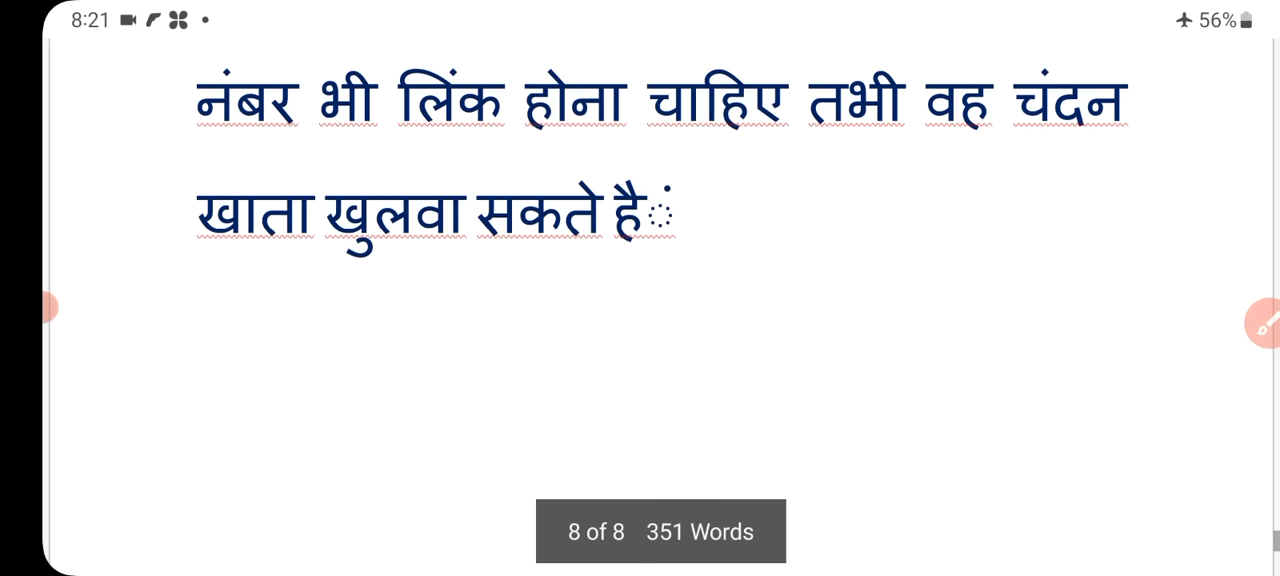 8:21
56%
नंबर भी लिंक होना चाहिए तभी वह चंदन
खाता खुलवा सकते हैं
D
8 of 8 351 Words